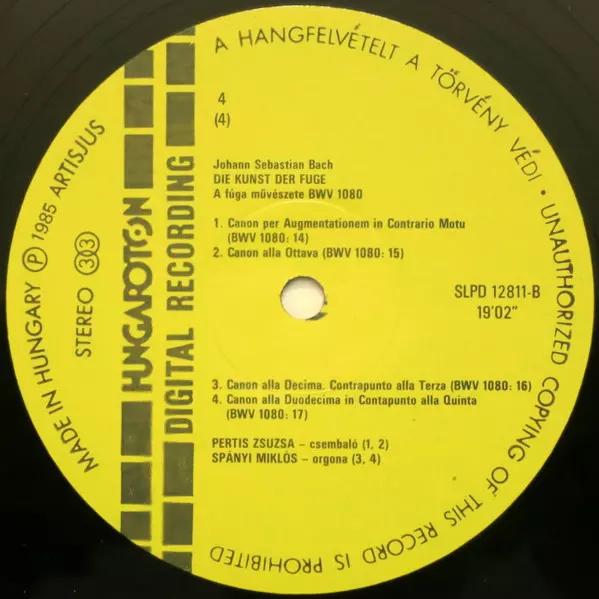 A HANGFELVÉTELT A TÖRVÉNY VÉDI • UNAUTHORIZED COPYING OF THIS RECORD IS PROHIBITED
MADE IN HUNGARY Ⓟ 1985 ARTISJUS
STEREO 33
HUNGAROTON
DIGITAL RECORDING
4
(4)
Johann Sebastian Bach
DIE KUNST DER FUGE
A fúga művészete BWV 1080
1. Canon per Augmentationem in Contrario Motu
(BWV 1080: 14)
2. Canon alla Ottava (BWV 1080: 15)
SLPD 12811-B
19'02"
3. Canon alla Decima. Contrapunto alla Terza (BWV 1080: 16)
4. Canon alla Duodecima in Contapunto alla Quinta
(BWV 1080: 17)
PERTIS ZSUZSA – csembaló (1, 2)
SPÁNYI MIKLÓS – orgona (3, 4)